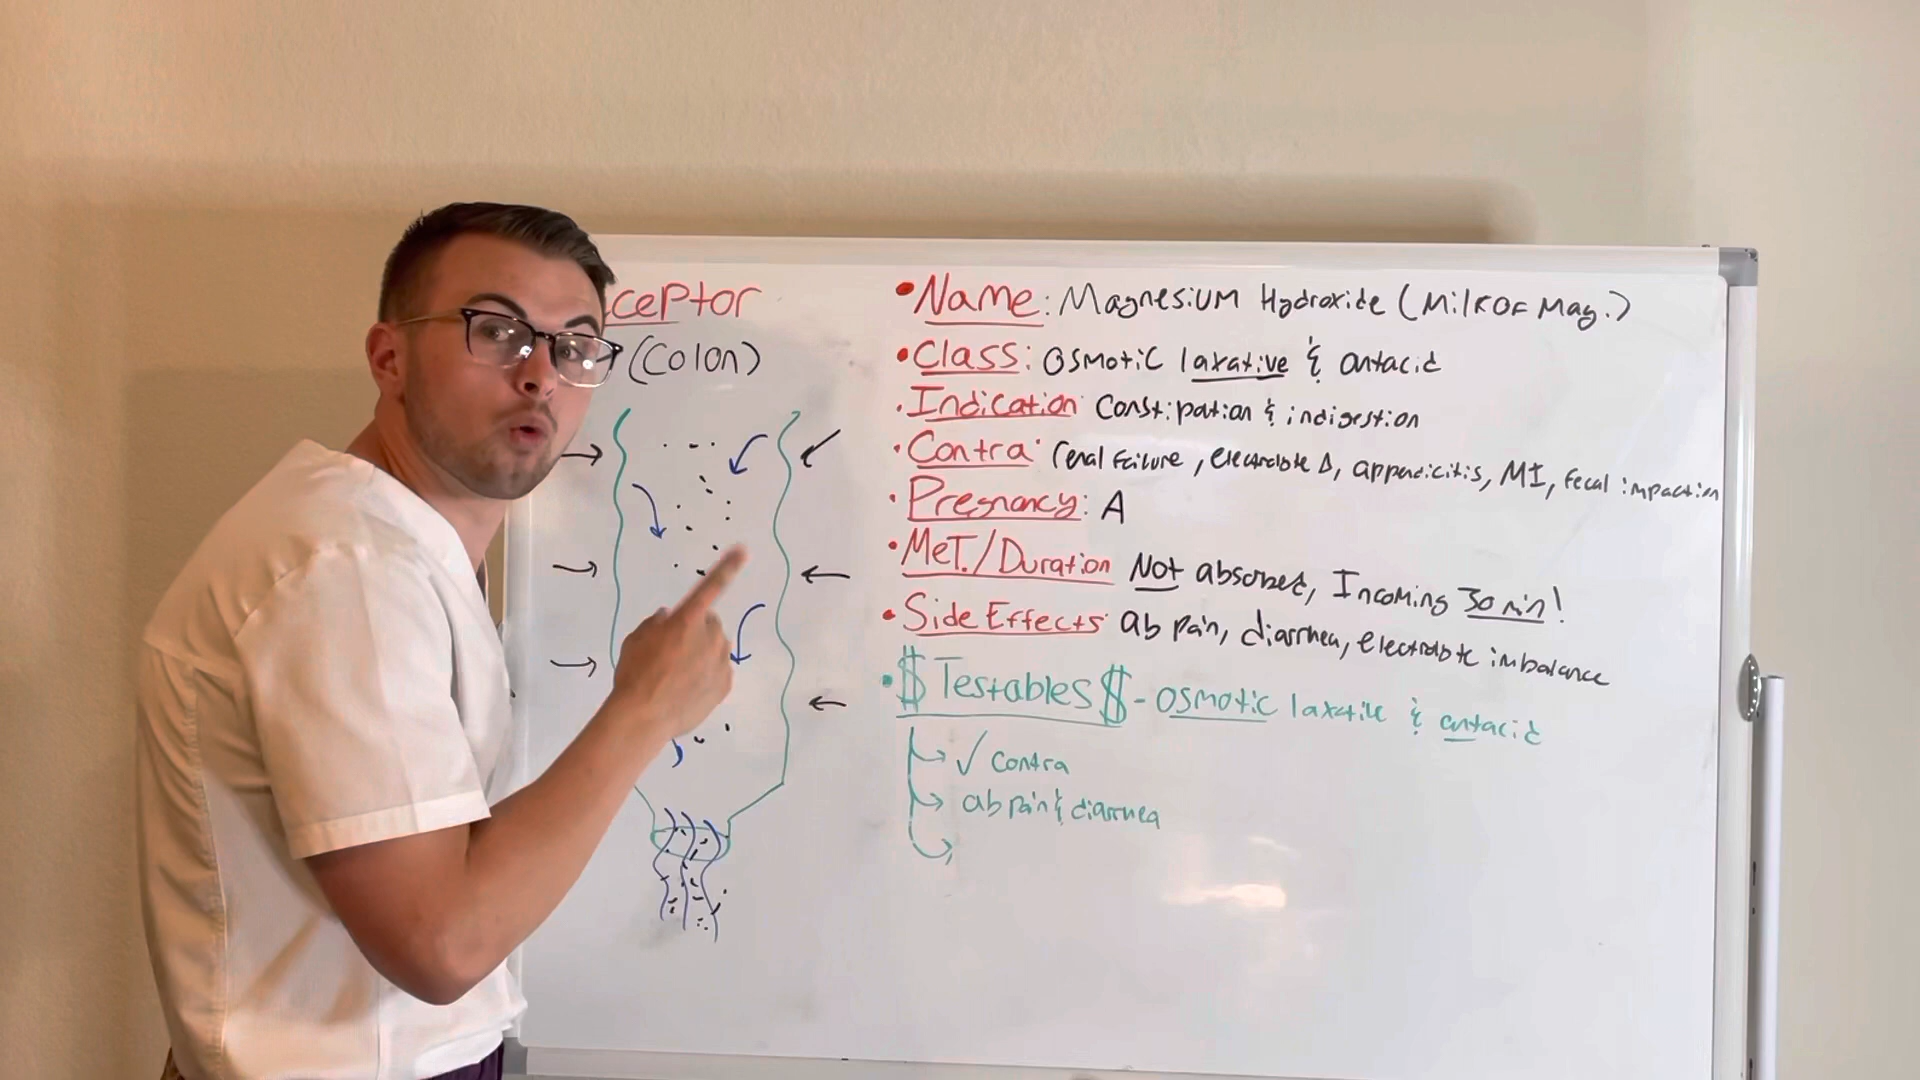 ceptor
(Colon)
• Name: Magnesium Hydroxide (Milk OF Mag.)
• Class: Osmotic laxative & antacid
• Indication: Constipation & indigestion
• Contra: renal failure, electrolyte Δ, appendicitis, MI, fecal impaction
• Pregnancy: A
• Met./Duration Not absorbed, Incoming 30 min!
• Side Effects: ab pain, diarrhea, electrolyte imbalance
• $ Testables $ - osmotic laxative & antacid
→ ✓ contra
→ ab pain & diarrhea